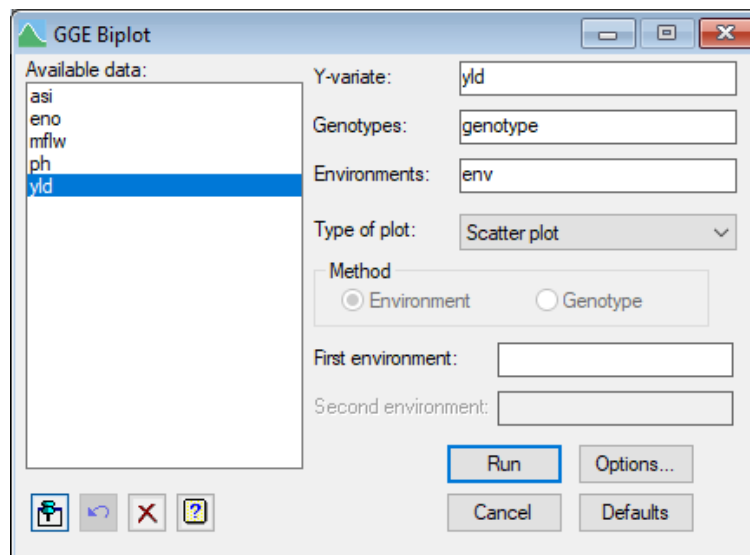 GGE Biplot
Available data:
asi
eno
mflw
ph
yld
Y-variate: yld
Genotypes: genotype
Environments: env
Type of plot: Scatter plot
Method
Environment Genotype
First environment:
Second environment:
Run Options...
Cancel Defaults